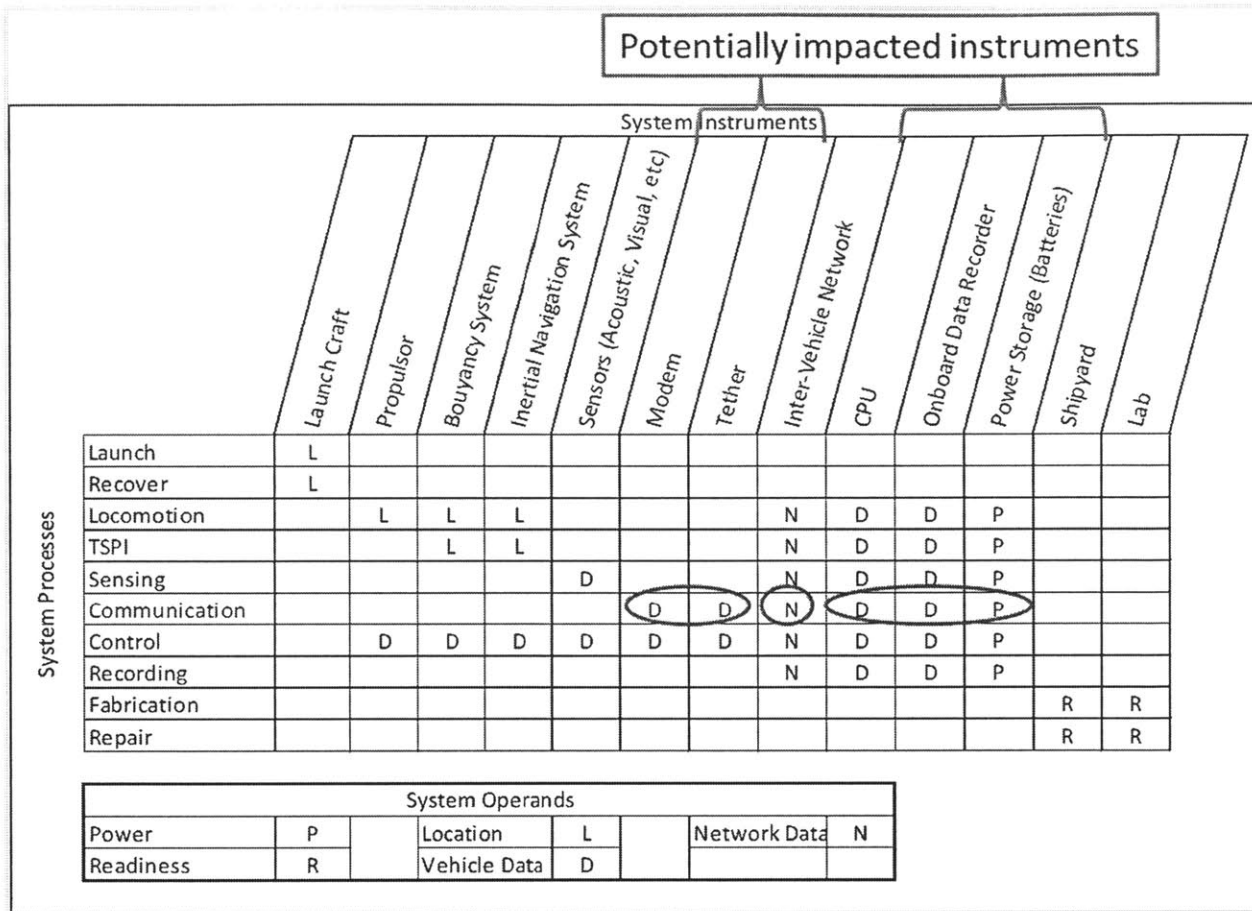 Potentially impacted instruments
System Instruments
Launch Craft
Propulsor
Bouyancy System
Inertial Navigation System
Sensors (Acoustic, Visual, etc)
Modem
Tether
Inter-Vehicle Network
CPU
Onboard Data Recorder
Power Storage (Batteries)
Shipyard
Lab
System Processes
Launch L
Recover L
Locomotion L L L N D D P
TSPI L L N D D P
Sensing D N D D P
Communication D D N D D P
Control D D D D D D N D D P
Recording N D D P
Fabrication R R
Repair R R
System Operands
Power P Location L Network Data N
Readiness R Vehicle Data D